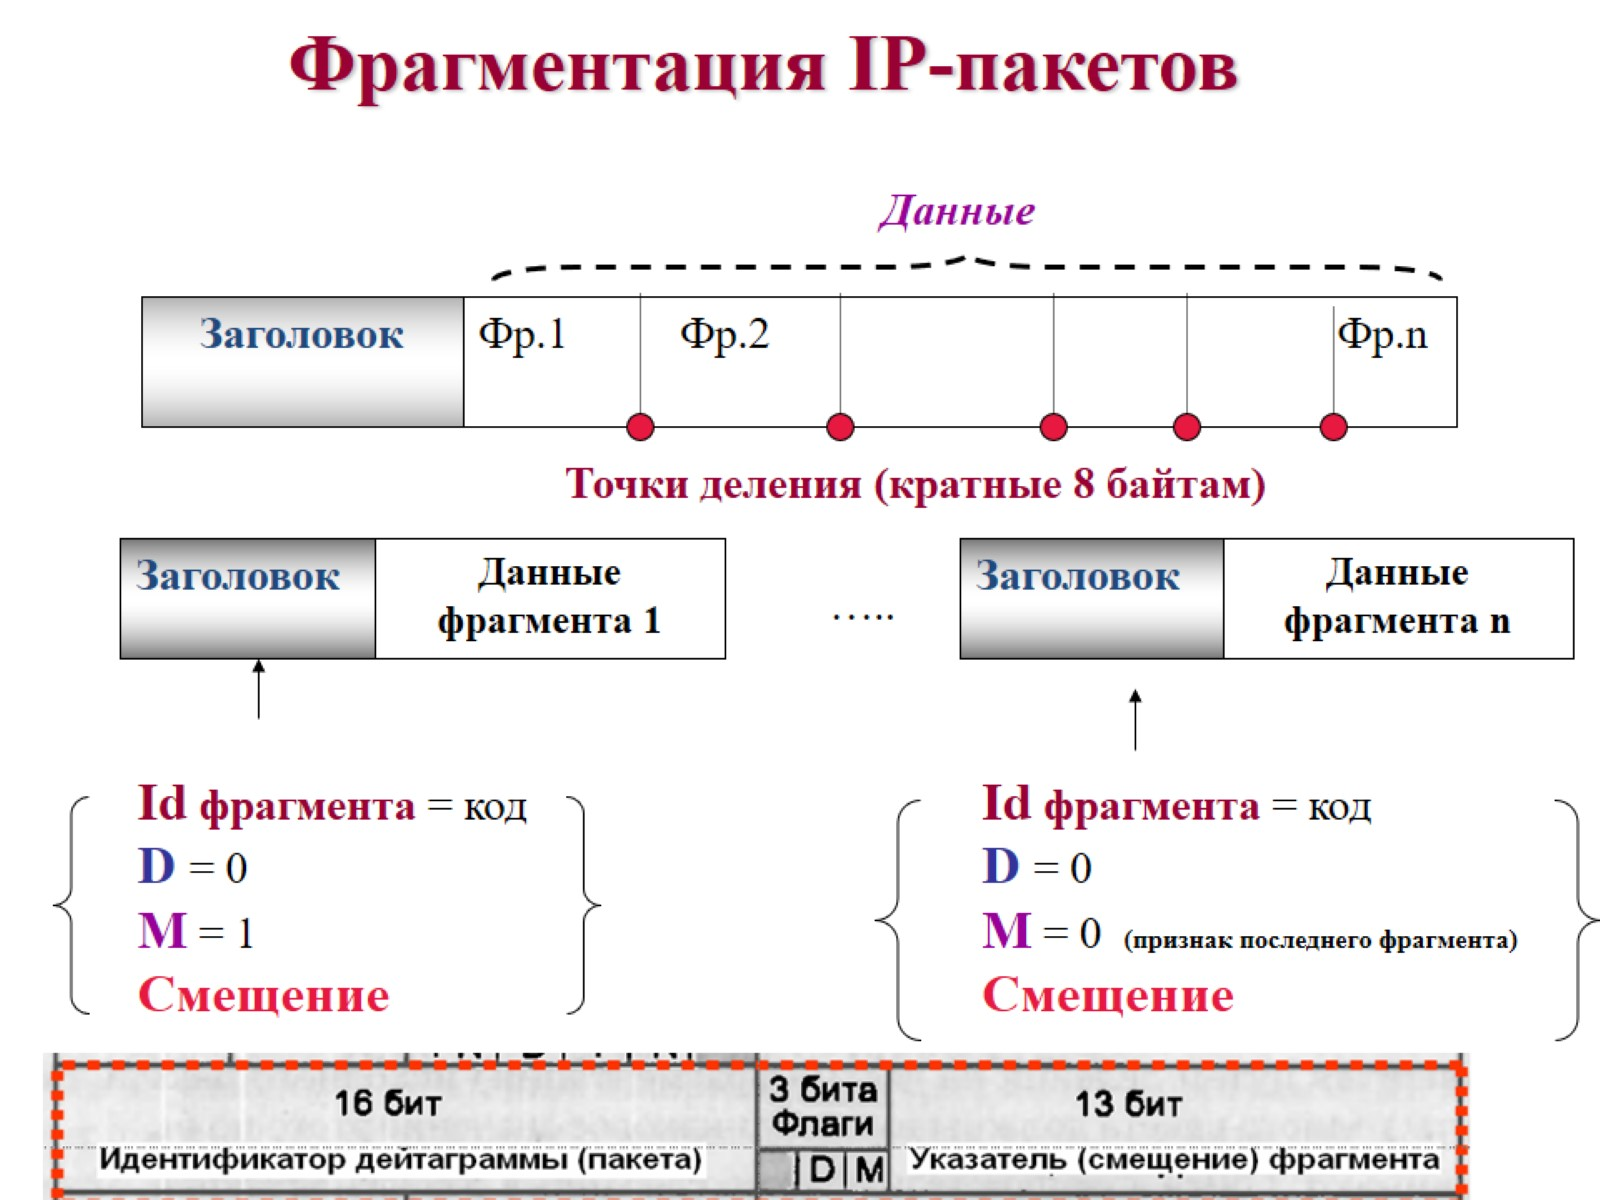 Фрагментация IP-пакетов
Данные
Заголовок Фр.1 Фр.2 Фр.n
Точки деления (кратные 8 байтам)
Заголовок Данные фрагмента 1 ….. Заголовок Данные фрагмента n
Id фрагмента = код
D = 0
M = 1
Смещение
Id фрагмента = код
D = 0
M = 0 (признак последнего фрагмента)
Смещение
16 бит 3 бита Флаги 13 бит
Идентификатор дейтаграммы (пакета) D M Указатель (смещение) фрагмента